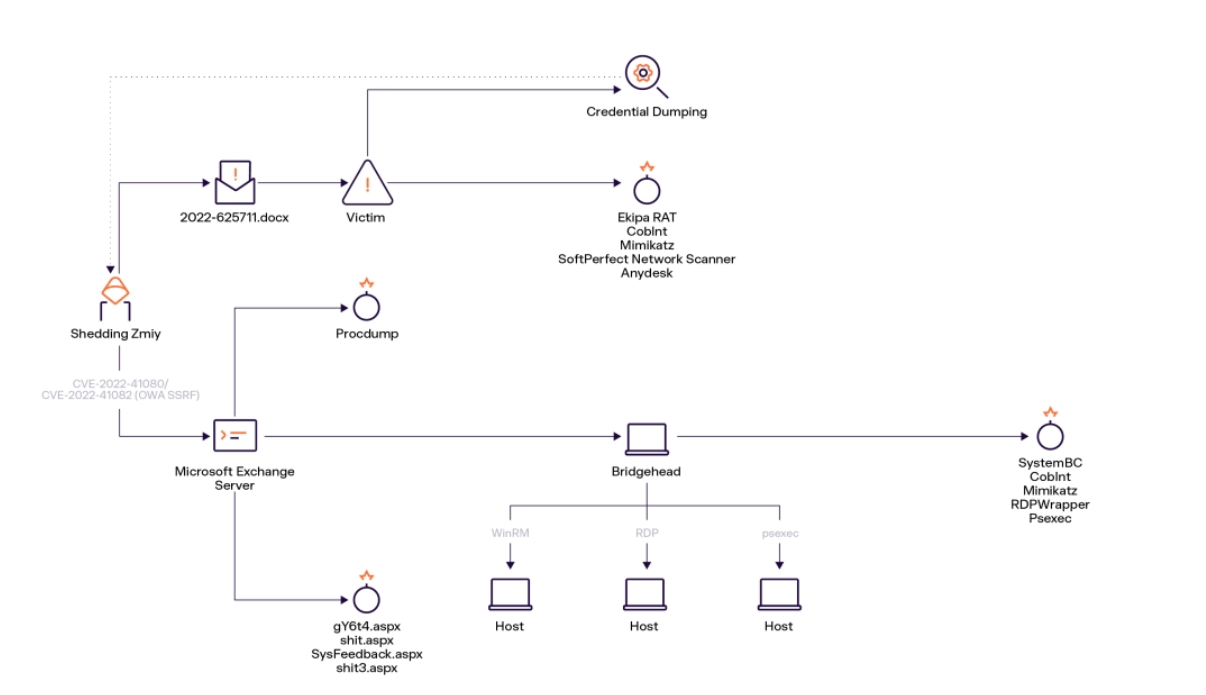 Credential Dumping
2022-625711.docx
Victim
Ekipa RAT
CobInt
Mimikatz
SoftPerfect Network Scanner
Anydesk
Shedding Zmiy
Procdump
CVE-2022-41080/
CVE-2022-41082 (OWA SSRF)
Microsoft Exchange
Server
Bridgehead
SystemBC
CobInt
Mimikatz
RDPWrapper
Psexec
WinRM
RDP
psexec
Host
Host
Host
gY6t4.aspx
shit.aspx
SysFeedback.aspx
shit3.aspx